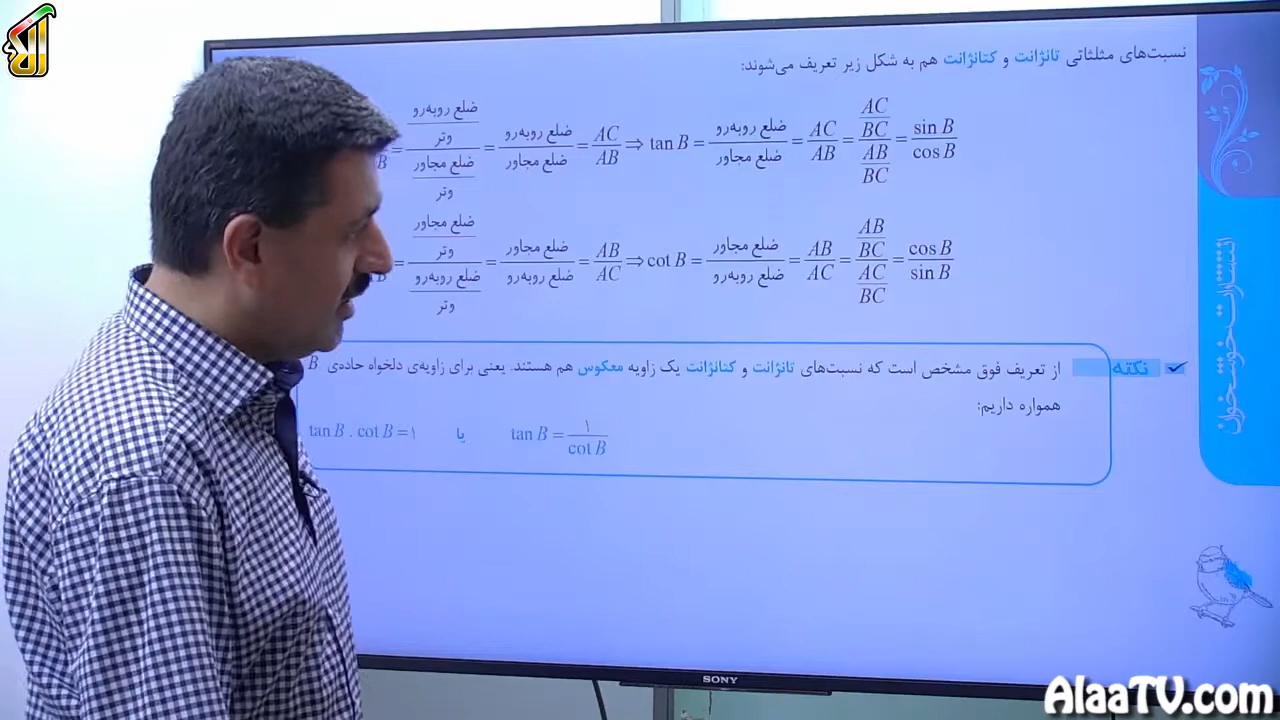 نسبت‌های مثلثاتی تانژانت و کتانژانت هم به شکل زیر تعریف می‌شوند:
B = (ضلع روبه‌رو / وتر) / (ضلع مجاور / وتر) = ضلع روبه‌رو / ضلع مجاور = AC / AB ⇒ tan B = ضلع روبه‌رو / ضلع مجاور = AC / AB = (AC / BC) / (AB / BC) = sin B / cos B
B = (ضلع مجاور / وتر) / (ضلع روبه‌رو / وتر) = ضلع مجاور / ضلع روبه‌رو = AB / AC ⇒ cot B = ضلع مجاور / ضلع روبه‌رو = AB / AC = (AB / BC) / (AC / BC) = cos B / sin B
نکته
از تعریف فوق مشخص است که نسبت‌های تانژانت و کتانژانت یک زاویه معکوس هم هستند. یعنی برای زاویه‌ی دلخواه حاده‌ی B
همواره داریم:
tan B . cot B = ۱ یا tan B = ۱ / cot B
انتشارات خوشخوان
SONY
AlaaTV.com